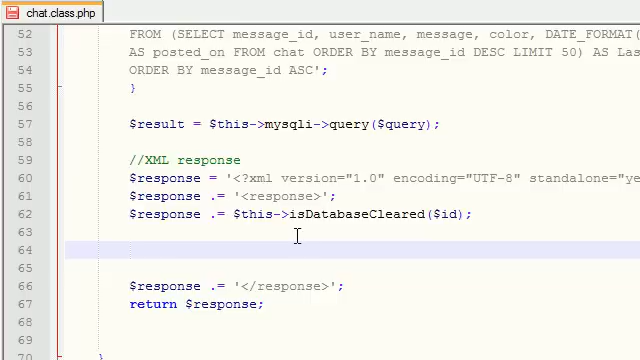 chat.class.php
52 FROM (SELECT message_id, user_name, message, color, DATE_FORMAT(
53 AS posted_on FROM chat ORDER BY message_id DESC LIMIT 50) AS Las
54 ORDER BY message_id ASC';
55 }
56
57 $result = $this->mysqli->query($query);
58
59 //XML response
60 $response = '<?xml version="1.0" encoding="UTF-8" standalone="ye
61 $response .= '<response>';
62 $response .= $this->isDatabaseCleared($id);
63
64
65
66 $response .= '</response>';
67 return $response;
68
69
70 }